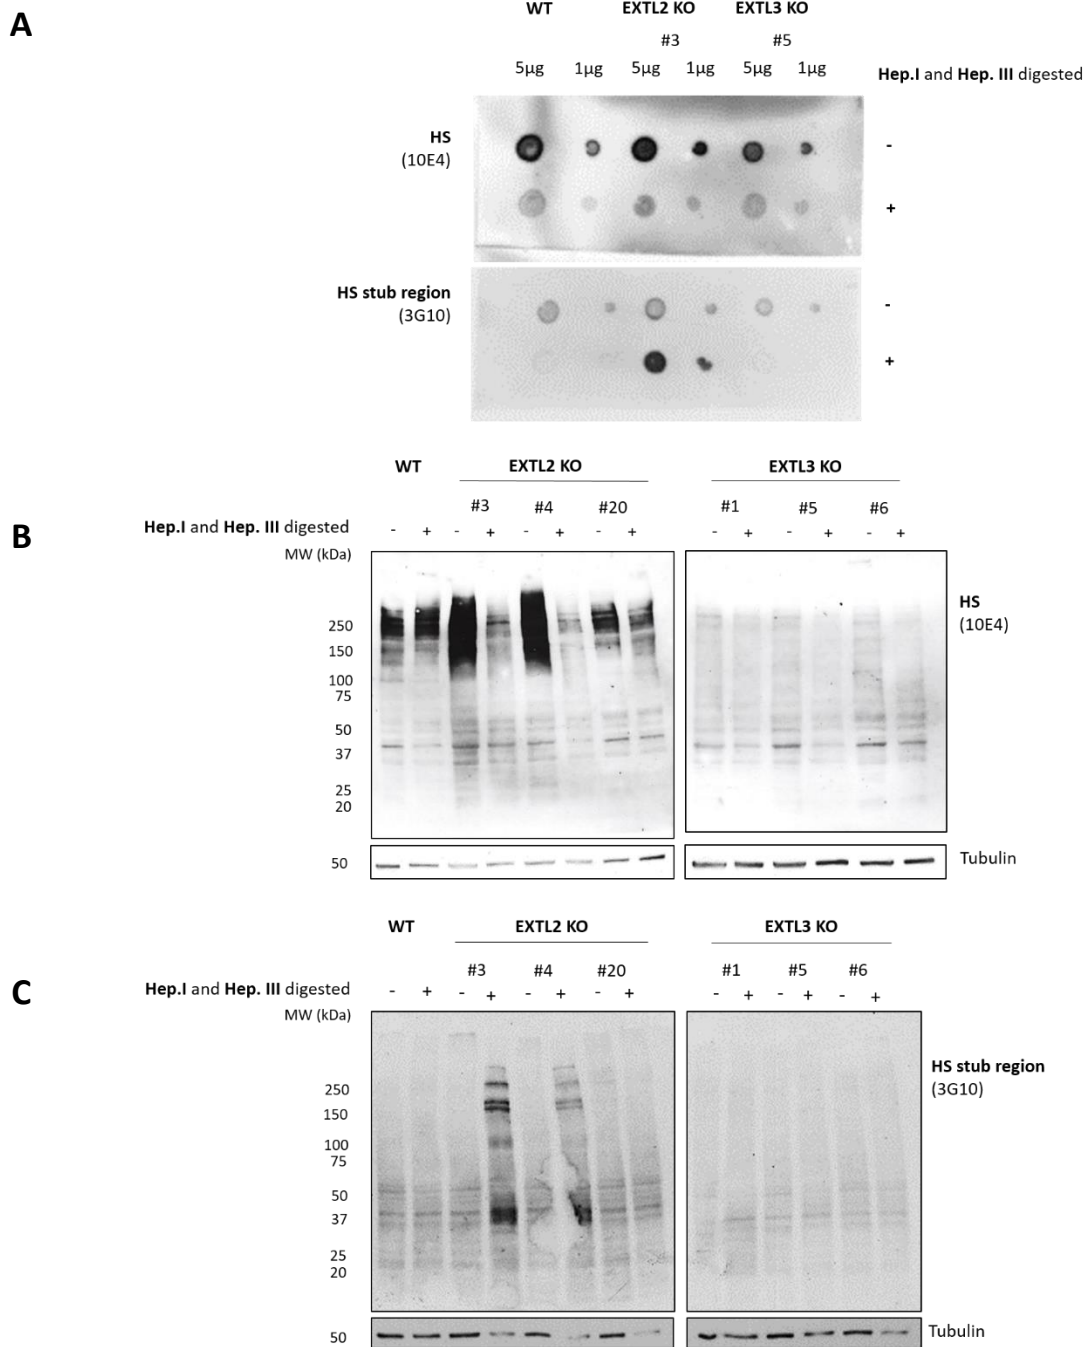 A
WT EXTL2 KO EXTL3 KO
#3 #5
5µg 1µg 5µg 1µg 5µg 1µg
Hep.I and Hep. III digested
HS
(10E4)
-
+
HS stub region
(3G10)
-
+
B
WT EXTL2 KO EXTL3 KO
#3 #4 #20 #1 #5 #6
Hep.I and Hep. III digested - + - + - + - + - + - + - +
MW (kDa)
HS
(10E4)
250
150
100
75
50
37
25
20
50 Tubulin
C
WT EXTL2 KO EXTL3 KO
#3 #4 #20 #1 #5 #6
Hep.I and Hep. III digested - + - + - + - + - + - + - +
MW (kDa)
HS stub region
(3G10)
250
150
100
75
50
37
25
20
50 Tubulin